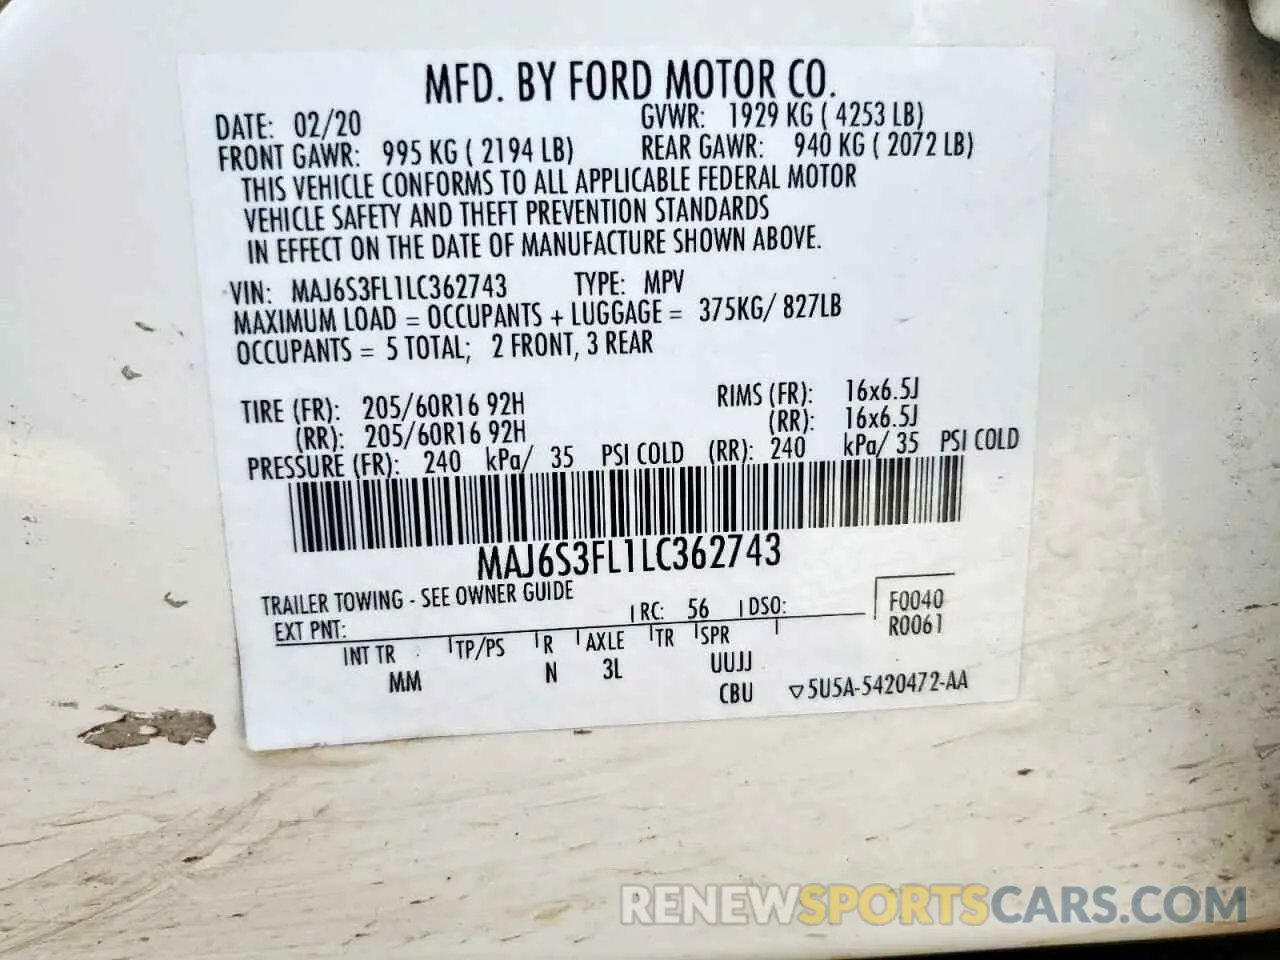 MFD. BY FORD MOTOR CO.
DATE: 02/20 GVWR: 1929 KG ( 4253 LB)
FRONT GAWR: 995 KG ( 2194 LB) REAR GAWR: 940 KG ( 2072 LB)
THIS VEHICLE CONFORMS TO ALL APPLICABLE FEDERAL MOTOR
VEHICLE SAFETY AND THEFT PREVENTION STANDARDS
IN EFFECT ON THE DATE OF MANUFACTURE SHOWN ABOVE.
VIN: MAJ6S3FL1LC362743 TYPE: MPV
MAXIMUM LOAD = OCCUPANTS + LUGGAGE = 375KG/ 827LB
OCCUPANTS = 5 TOTAL; 2 FRONT, 3 REAR
TIRE (FR): 205/60R16 92H RIMS (FR): 16x6.5J
(RR): 205/60R16 92H (RR): 16x6.5J
PRESSURE (FR): 240 kPa/ 35 PSI COLD (RR): 240 kPa/ 35 PSI COLD
MAJ6S3FL1LC362743
TRAILER TOWING - SEE OWNER GUIDE
EXT PNT: RC: 56 DSO: F0040
R0061
INT TR TP/PS R AXLE TR SPR
MM N 3L UUJJ
CBU ▽5U5A-5420472-AA
RENEWSPORTSCARS.COM